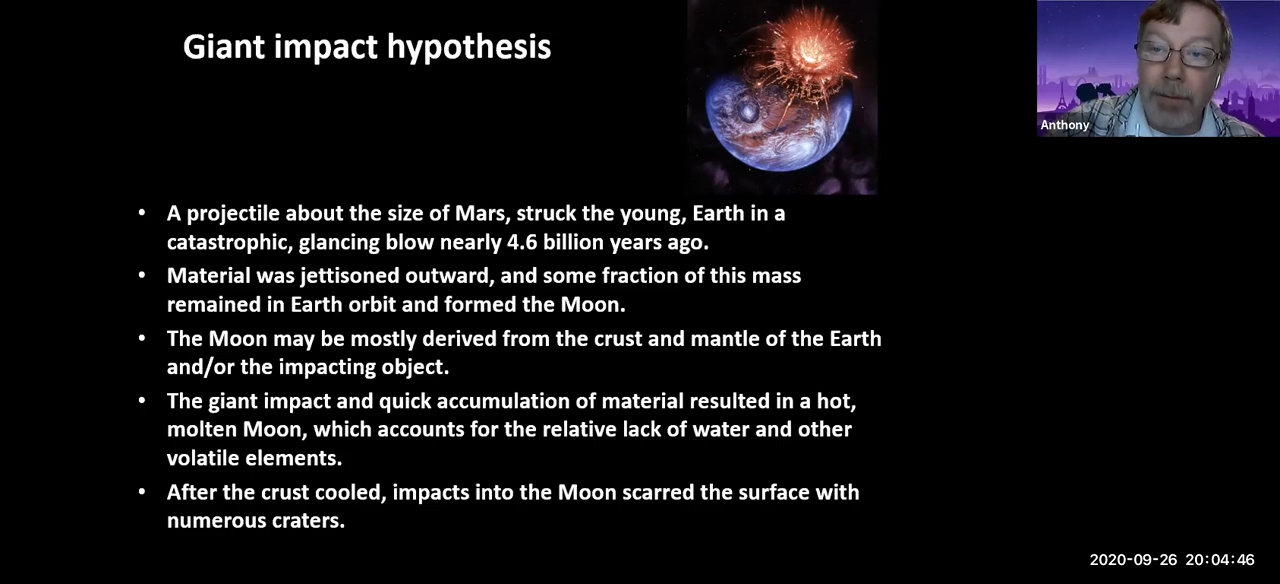 Giant impact hypothesis
Anthony
• A projectile about the size of Mars, struck the young, Earth in a
catastrophic, glancing blow nearly 4.6 billion years ago.
• Material was jettisoned outward, and some fraction of this mass
remained in Earth orbit and formed the Moon.
• The Moon may be mostly derived from the crust and mantle of the Earth
and/or the impacting object.
• The giant impact and quick accumulation of material resulted in a hot,
molten Moon, which accounts for the relative lack of water and other
volatile elements.
• After the crust cooled, impacts into the Moon scarred the surface with
numerous craters.
2020-09-26 20:04:46